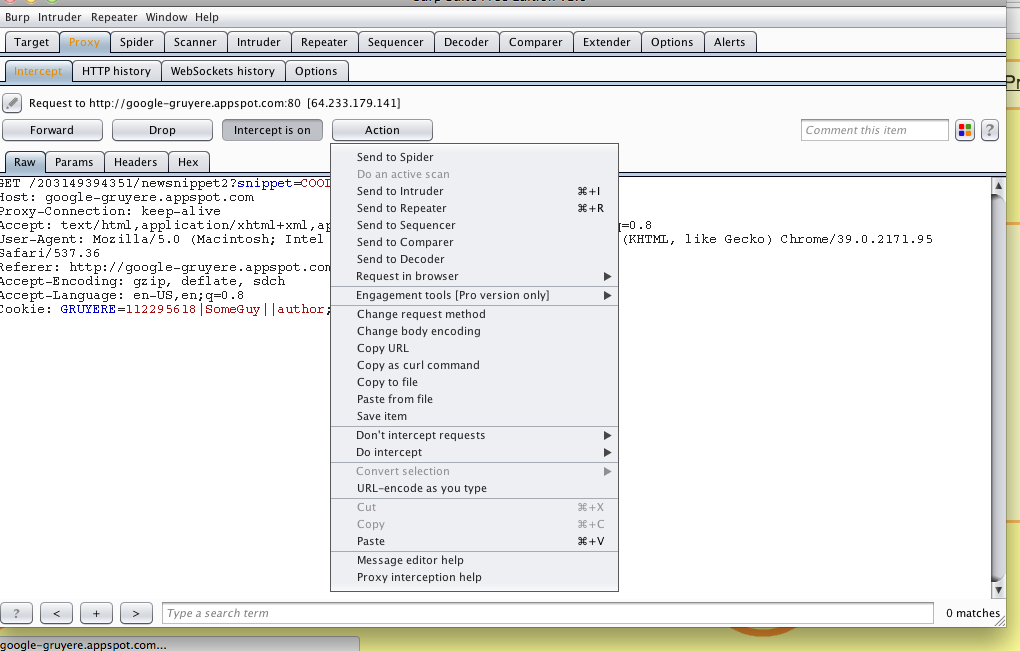 Burp Intruder Repeater Window Help
Target Proxy Spider Scanner Intruder Repeater Sequencer Decoder Comparer Extender Options Alerts
Intercept HTTP history WebSockets history Options
Request to http://google-gruyere.appspot.com:80 [64.233.179.141]
Forward Drop Intercept is on Action Comment this item ?
Raw Params Headers Hex
GET /203149394351/newsnippet2?snippet=COOL
Host: google-gruyere.appspot.com
Proxy-Connection: keep-alive
Accept: text/html,application/xhtml+xml,ap q=0.8
User-Agent: Mozilla/5.0 (Macintosh; Intel (KHTML, like Gecko) Chrome/39.0.2171.95
Safari/537.36
Referer: http://google-gruyere.appspot.com
Accept-Encoding: gzip, deflate, sdch
Accept-Language: en-US,en;q=0.8
Cookie: GRUYERE=112295618|SomeGuy||author;
Send to Spider
Do an active scan
Send to Intruder ⌘+I
Send to Repeater ⌘+R
Send to Sequencer
Send to Comparer
Send to Decoder
Request in browser
Engagement tools [Pro version only]
Change request method
Change body encoding
Copy URL
Copy as curl command
Copy to file
Paste from file
Save item
Don't intercept requests
Do intercept
Convert selection
URL-encode as you type
Cut ⌘+X
Copy ⌘+C
Paste ⌘+V
Message editor help
Proxy interception help
? < + > Type a search term 0 matches
google-gruyere.appspot.com...